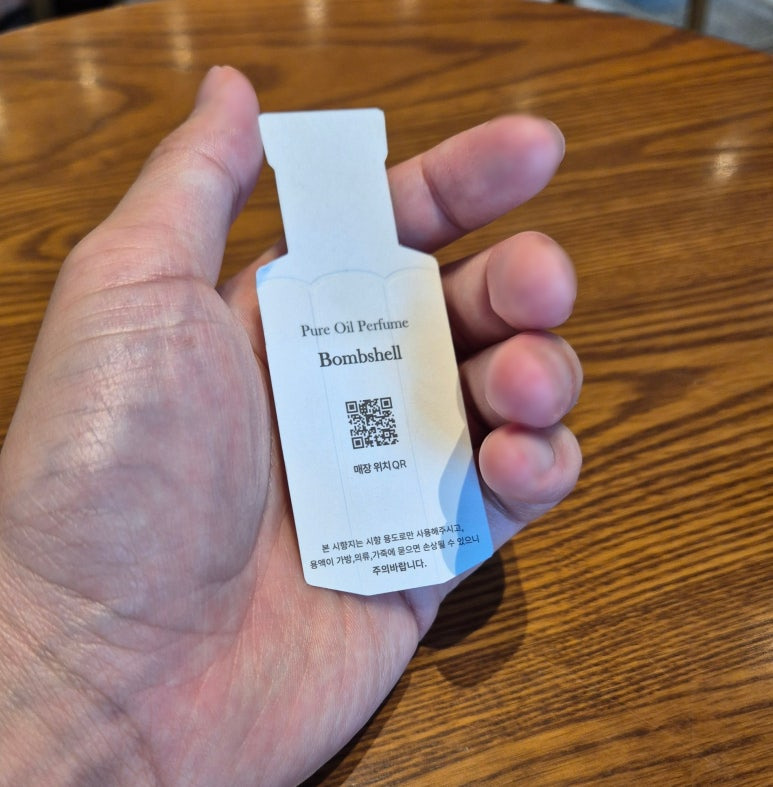 Pure Oil Perfume
Bombshell
매장 위치 QR
본 시향지는 시향 용도로만 사용해주시고,
용액이 가방,의류,가죽에 묻으면 손상될 수 있으니
주의바랍니다.